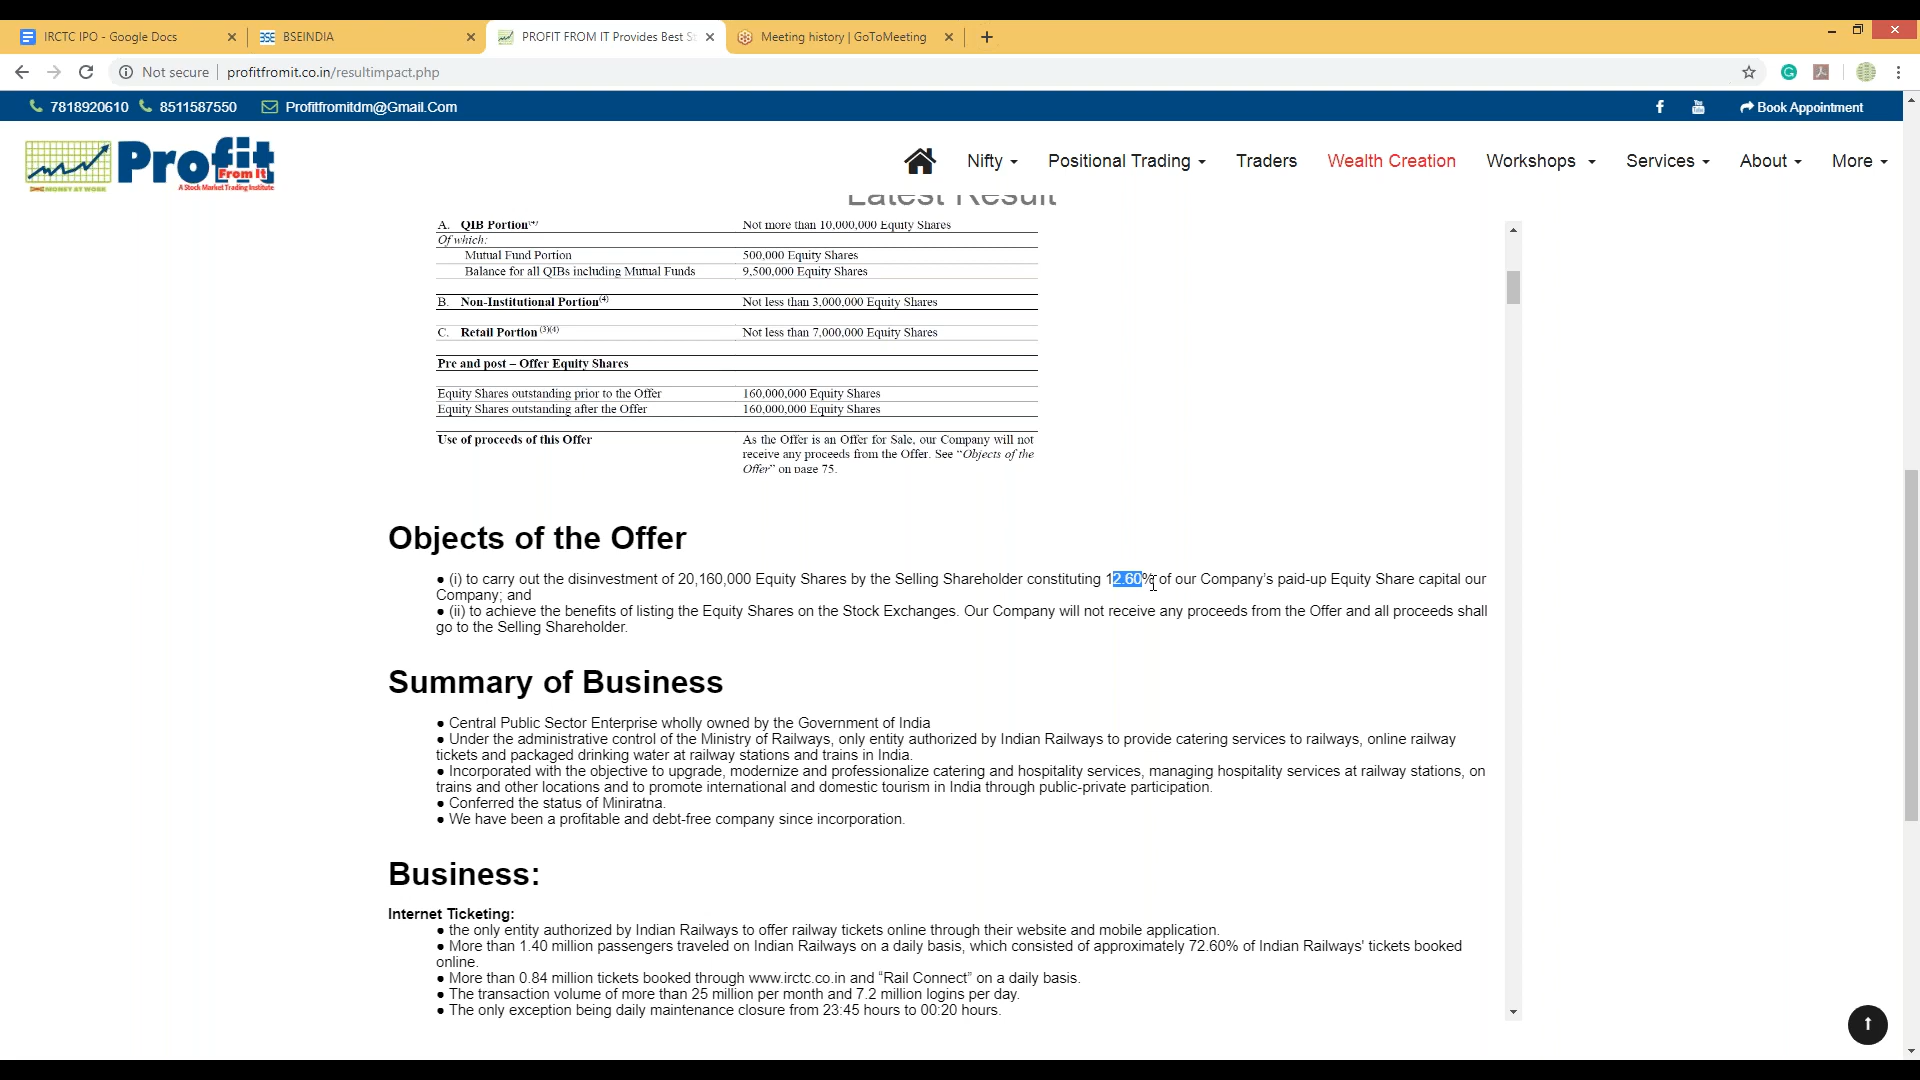 IRCTC IPO - Google Docs
BSEINDIA
PROFIT FROM IT Provides Best S
Meeting history | GoToMeeting
Not secure
profitfromit.co.in/resultimpact.php
7818920610 8511587550 Profitfromitdm@Gmail.Com
Book Appointment
Profit
From It
MONEY AT WORK
A Stock Market Trading Institute
Nifty
Positional Trading
Traders
Wealth Creation
Workshops
Services
About
More
Latest Result
A. QIB Portion(4) Not more than 10,000,000 Equity Shares
Of which:
Mutual Fund Portion 500,000 Equity Shares
Balance for all QIBs including Mutual Funds 9,500,000 Equity Shares
B. Non-Institutional Portion(4) Not less than 3,000,000 Equity Shares
C. Retail Portion (3)(4) Not less than 7,000,000 Equity Shares
Pre and post – Offer Equity Shares
Equity Shares outstanding prior to the Offer 160,000,000 Equity Shares
Equity Shares outstanding after the Offer 160,000,000 Equity Shares
Use of proceeds of this Offer As the Offer is an Offer for Sale, our Company will not
receive any proceeds from the Offer. See “Objects of the
Offer” on page 75.
Objects of the Offer
● (i) to carry out the disinvestment of 20,160,000 Equity Shares by the Selling Shareholder constituting 12.60% of our Company’s paid-up Equity Share capital our
Company; and
● (ii) to achieve the benefits of listing the Equity Shares on the Stock Exchanges. Our Company will not receive any proceeds from the Offer and all proceeds shall
go to the Selling Shareholder.
Summary of Business
● Central Public Sector Enterprise wholly owned by the Government of India
● Under the administrative control of the Ministry of Railways, only entity authorized by Indian Railways to provide catering services to railways, online railway
tickets and packaged drinking water at railway stations and trains in India.
● Incorporated with the objective to upgrade, modernize and professionalize catering and hospitality services, managing hospitality services at railway stations, on
trains and other locations and to promote international and domestic tourism in India through public-private participation.
● Conferred the status of Miniratna.
● We have been a profitable and debt-free company since incorporation.
Business:
Internet Ticketing:
● the only entity authorized by Indian Railways to offer railway tickets online through their website and mobile application.
● More than 1.40 million passengers traveled on Indian Railways on a daily basis, which consisted of approximately 72.60% of Indian Railways' tickets booked
online.
● More than 0.84 million tickets booked through www.irctc.co.in and “Rail Connect” on a daily basis.
● The transaction volume of more than 25 million per month and 7.2 million logins per day.
● The only exception being daily maintenance closure from 23:45 hours to 00:20 hours.